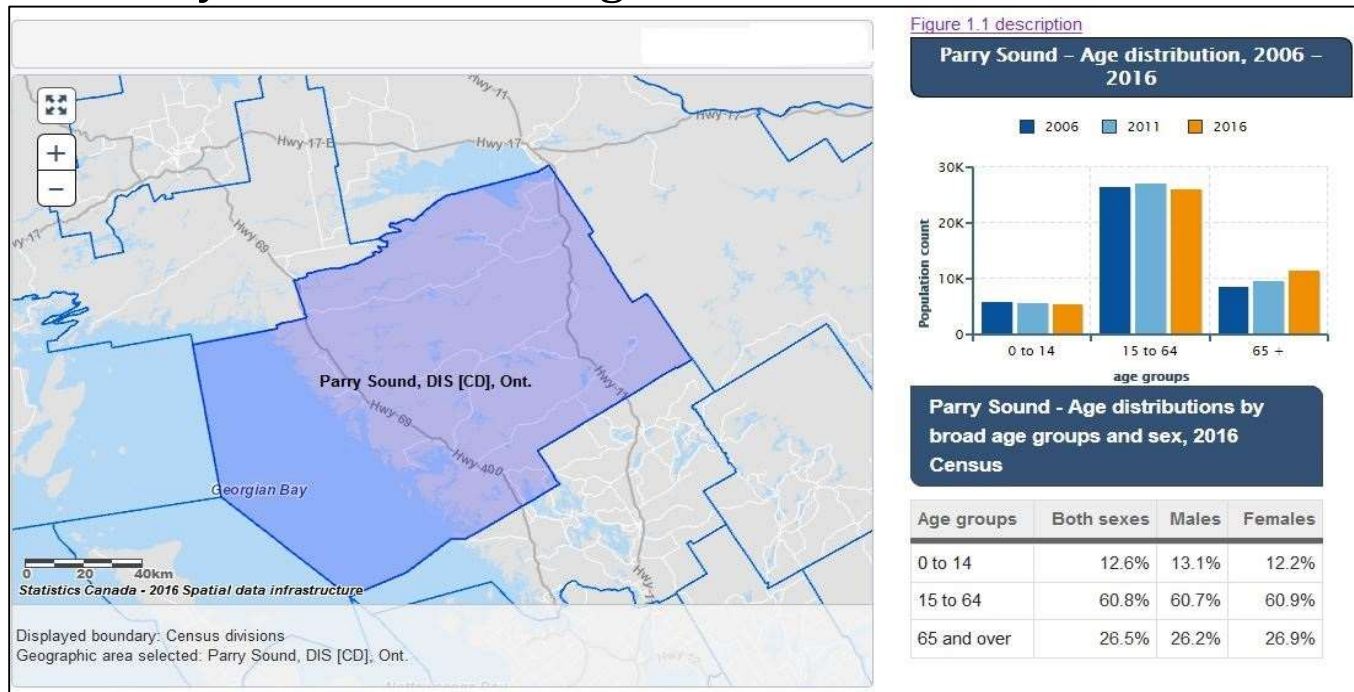 Hwy-11
Hwy-17
Hwy-17-E
Hwy-17
Hwy-69
Parry Sound, DIS [CD], Ont.
Hwy-11
Hwy-69
Hwy-400
Georgian Bay
0 20 40km
Statistics Canada - 2016 Spatial data infrastructure
Hwy-11
Displayed boundary: Census divisions
Geographic area selected: Parry Sound, DIS [CD], Ont.
Hwy-11
Figure 1.1 description
Parry Sound – Age distribution, 2006 –
2016
2006 2011 2016
30K
20K
10K
0
Population count
0 to 14 15 to 64 65 +
age groups
Parry Sound - Age distributions by
broad age groups and sex, 2016
Census
Age groups Both sexes Males Females
0 to 14 12.6% 13.1% 12.2%
15 to 64 60.8% 60.7% 60.9%
65 and over 26.5% 26.2% 26.9%